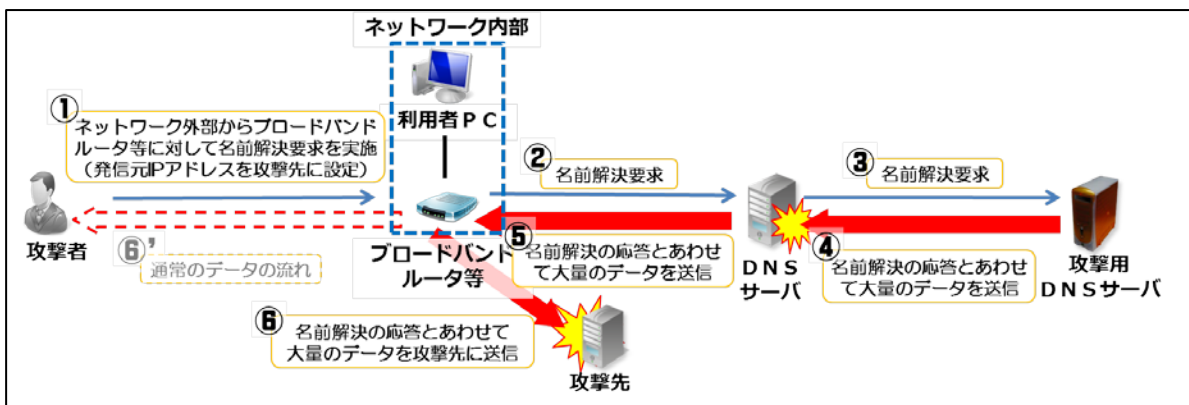 ネットワーク内部
利用者PC
①
ネットワーク外部からブロードバンド
ルータ等に対して名前解決要求を実施
(発信元IPアドレスを攻撃先に設定)
②
名前解決要求
③
名前解決要求
攻撃者
⑥’
通常のデータの流れ
ブロードバンド
ルータ等
⑤
名前解決の応答とあわせ
て大量のデータを送信
DNS
サーバ
④
名前解決の応答とあわせ
て大量のデータを送信
攻撃用
DNSサーバ
⑥
名前解決の応答とあわせて
大量のデータを攻撃先に送信
攻撃先